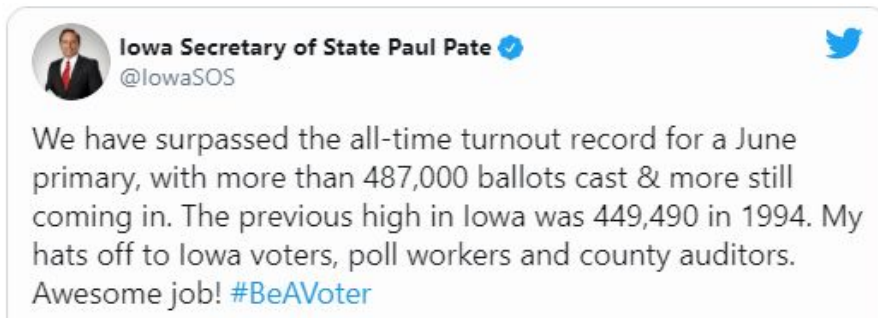 Iowa Secretary of State Paul Pate
@IowaSOS
We have surpassed the all-time turnout record for a June
primary, with more than 487,000 ballots cast & more still
coming in. The previous high in Iowa was 449,490 in 1994. My
hats off to Iowa voters, poll workers and county auditors.
Awesome job! #BeAVoter